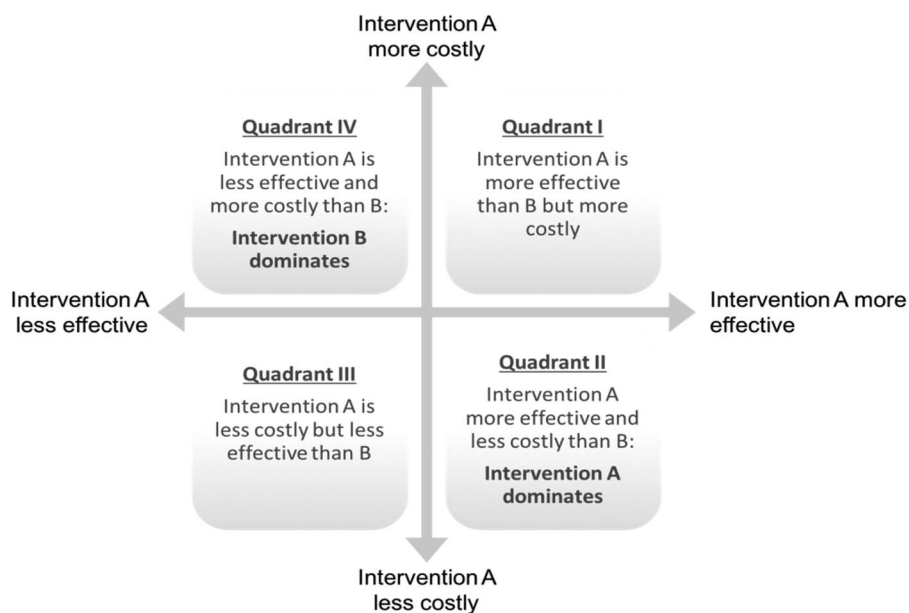 Intervention A
more costly
Quadrant IV
Intervention A is
less effective and
more costly than B:
Intervention B
dominates
Quadrant I
Intervention A is
more effective
than B but more
costly
Intervention A
less effective
Intervention A more
effective
Quadrant III
Intervention A is
less costly but less
effective than B
Quadrant II
Intervention A
more effective and
less costly than B:
Intervention A
dominates
Intervention A
less costly